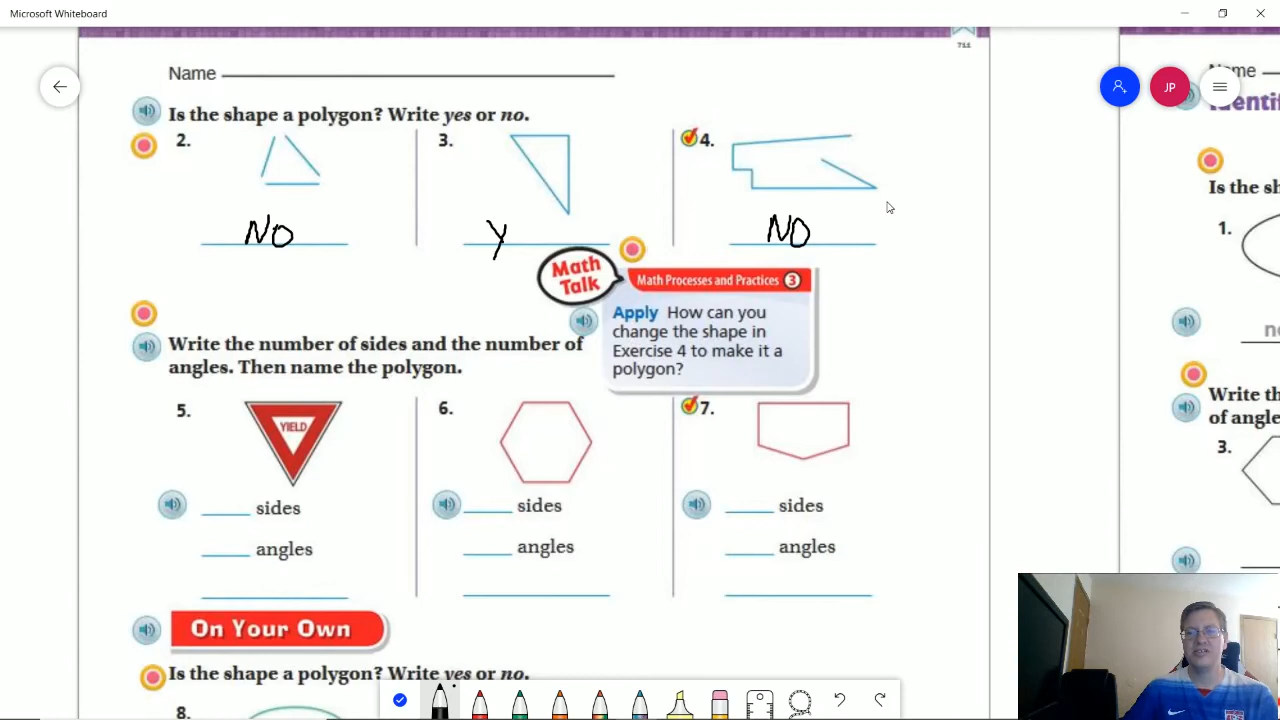 Microsoft Whiteboard
711
Name
Is the shape a polygon? Write yes or no.
2.
3.
4.
NO
Y
NO
Math
Talk
Math Processes and Practices 3
Apply How can you
change the shape in
Exercise 4 to make it a
polygon?
Write the number of sides and the number of
angles. Then name the polygon.
5.
6.
7.
YIELD
sides
sides
sides
angles
angles
angles
On Your Own
Is the shape a polygon? Write yes or no.
8.
JP
Identif
Is the sh
1.
Write th
of angle
3.